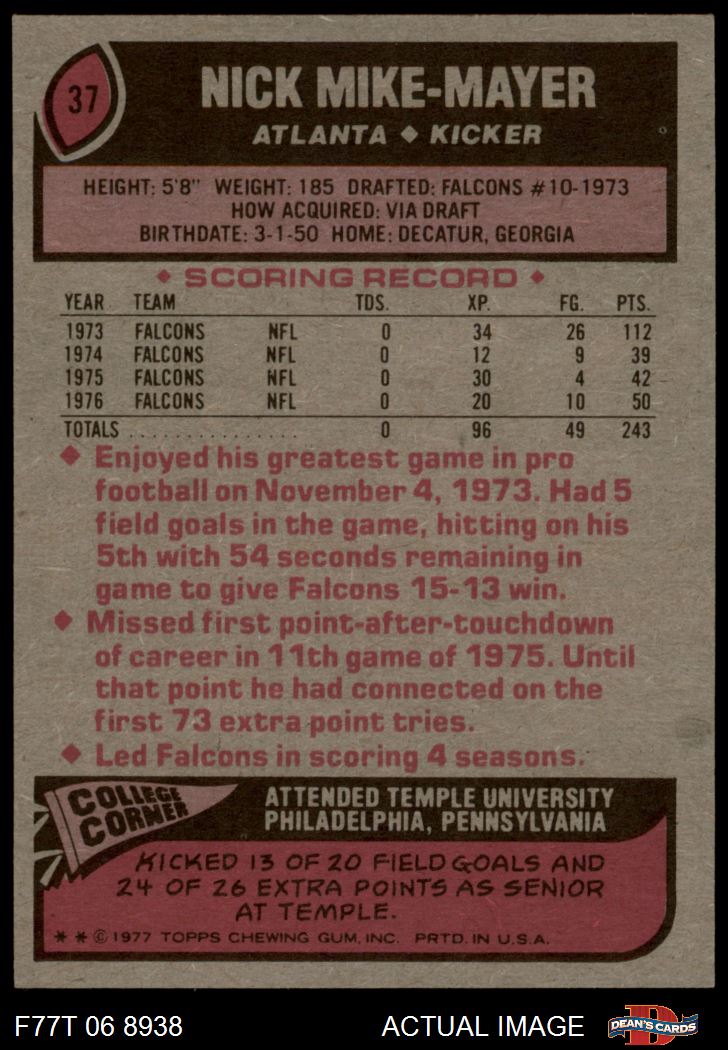 37
NICK MIKE-MAYER
ATLANTA ◆ KICKER
HEIGHT: 5'8" WEIGHT: 185 DRAFTED: FALCONS #10-1973
HOW ACQUIRED: VIA DRAFT
BIRTHDATE: 3-1-50 HOME: DECATUR, GEORGIA
◆ SCORING RECORD ◆
YEAR TEAM TDS. XP. FG. PTS.
1973 FALCONS NFL 0 34 26 112
1974 FALCONS NFL 0 12 9 39
1975 FALCONS NFL 0 30 4 42
1976 FALCONS NFL 0 20 10 50
TOTALS ................ 0 96 49 243
◆ Enjoyed his greatest game in pro
football on November 4, 1973. Had 5
field goals in the game, hitting on his
5th with 54 seconds remaining in
game to give Falcons 15-13 win.
◆ Missed first point-after-touchdown
of career in 11th game of 1975. Until
that point he had connected on the
first 73 extra point tries.
◆ Led Falcons in scoring 4 seasons.
COLLEGE
CORNER
ATTENDED TEMPLE UNIVERSITY
PHILADELPHIA, PENNSYLVANIA
KICKED 13 OF 20 FIELD GOALS AND
24 OF 26 EXTRA POINTS AS SENIOR
AT TEMPLE.
* * © 1977 TOPPS CHEWING GUM, INC. PRTD. IN U.S.A.
F77T 06 8938 ACTUAL IMAGE
D
DEAN'S CARDS